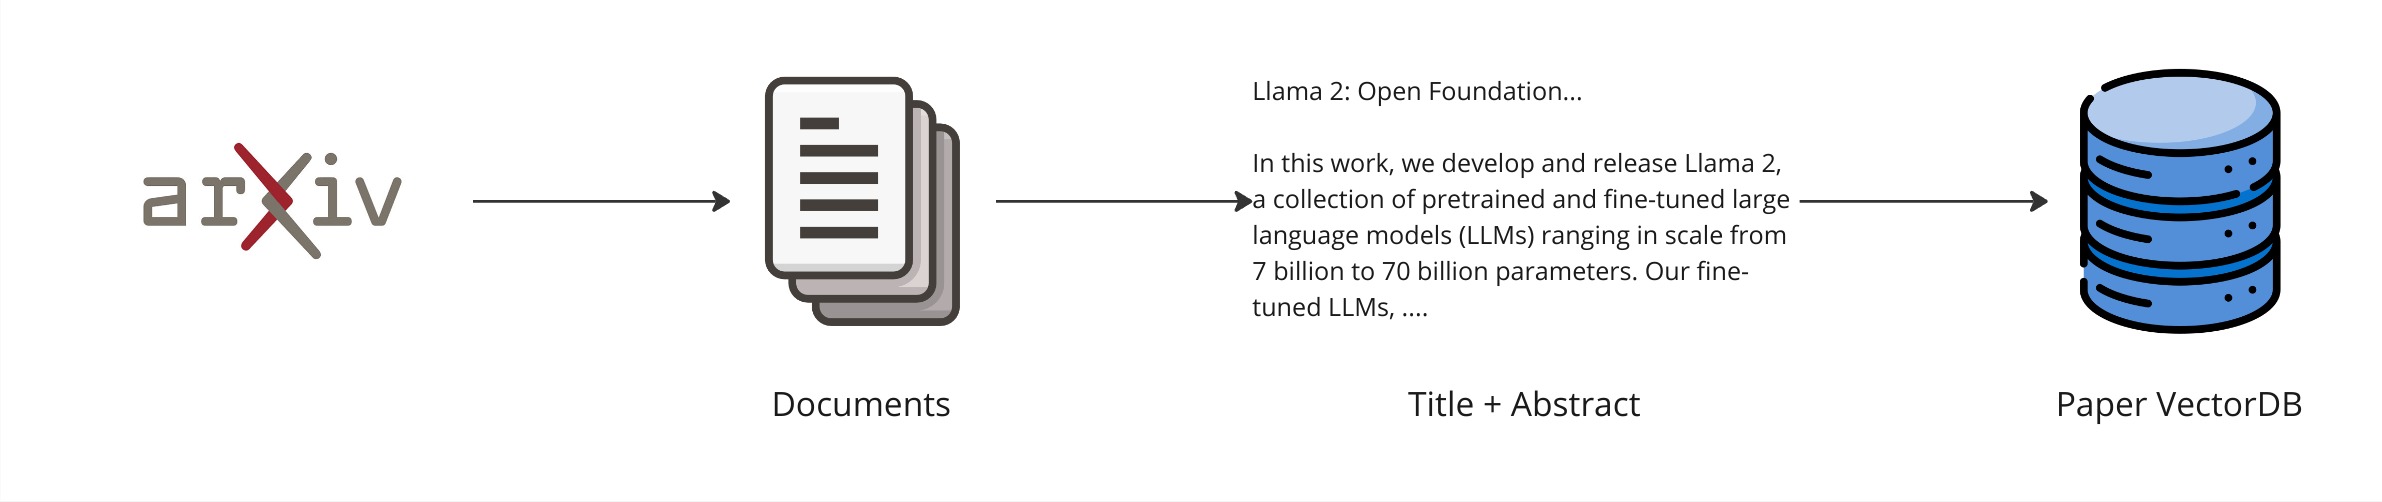 arXiv
Llama 2: Open Foundation...
In this work, we develop and release Llama 2,
a collection of pretrained and fine-tuned large
language models (LLMs) ranging in scale from
7 billion to 70 billion parameters. Our fine-
tuned LLMs, ....
Documents
Title + Abstract
Paper VectorDB